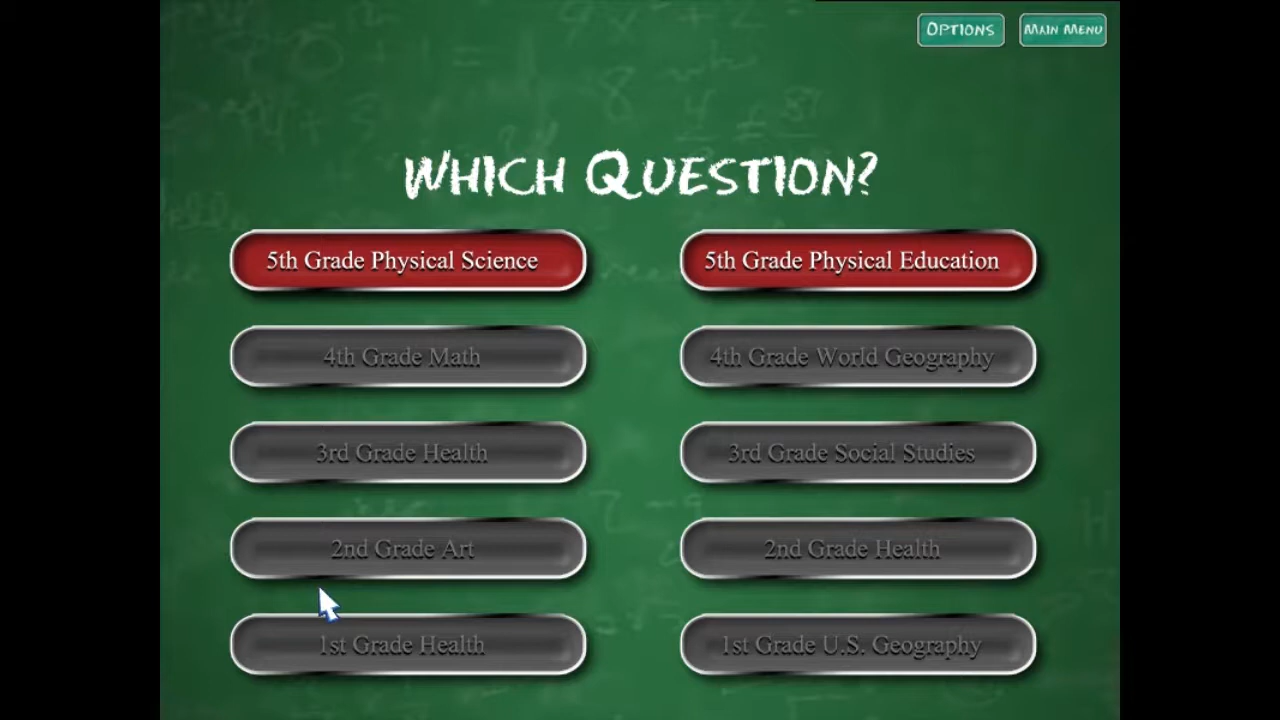 Options
Main Menu
Which Question?
5th Grade Physical Science
5th Grade Physical Education
4th Grade Math
4th Grade World Geography
3rd Grade Health
3rd Grade Social Studies
2nd Grade Art
2nd Grade Health
1st Grade Health
1st Grade U.S. Geography